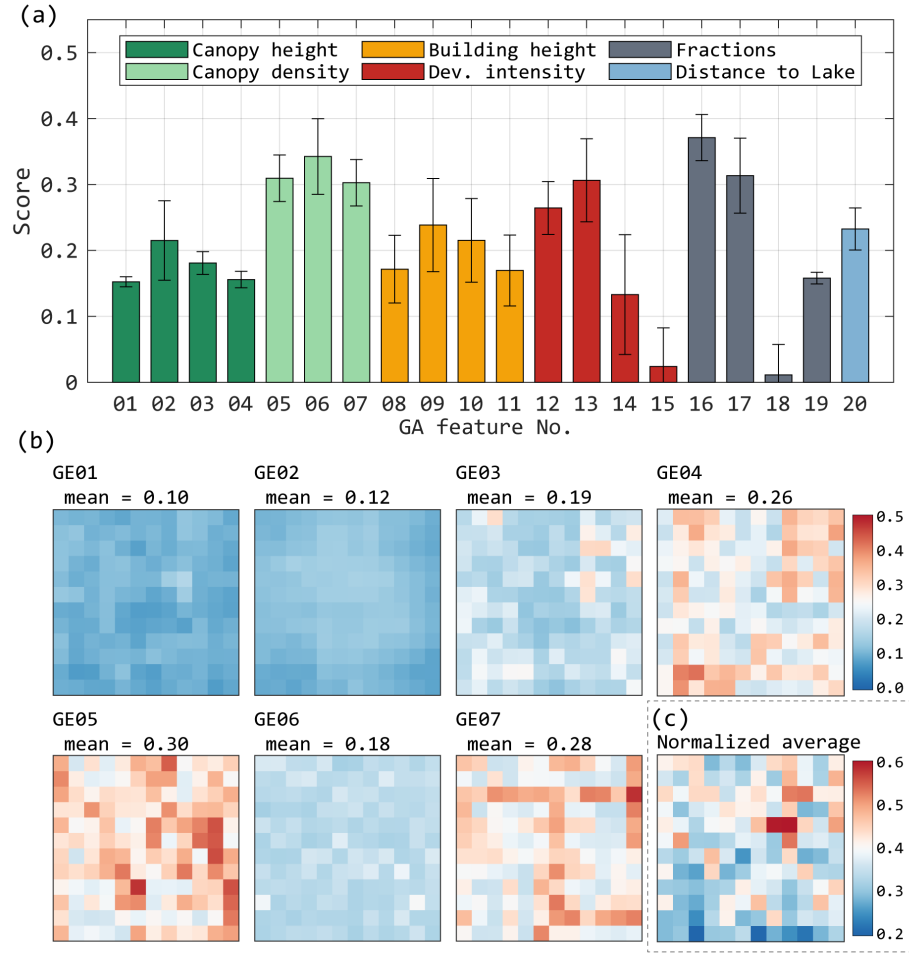 (a)
0.5
0.4
0.3
0.2
0.1
0
Score
Canopy height
Building height
Fractions
Canopy density
Dev. intensity
Distance to Lake
01 02 03 04 05 06 07 08 09 10 11 12 13 14 15 16 17 18 19 20
GA feature No.
(b)
GE01
mean = 0.10
GE02
mean = 0.12
GE03
mean = 0.19
GE04
mean = 0.26
0.5
0.4
0.3
0.2
0.1
0.0
GE05
mean = 0.30
GE06
mean = 0.18
GE07
mean = 0.28
(c)
Normalized average
0.6
0.5
0.4
0.3
0.2